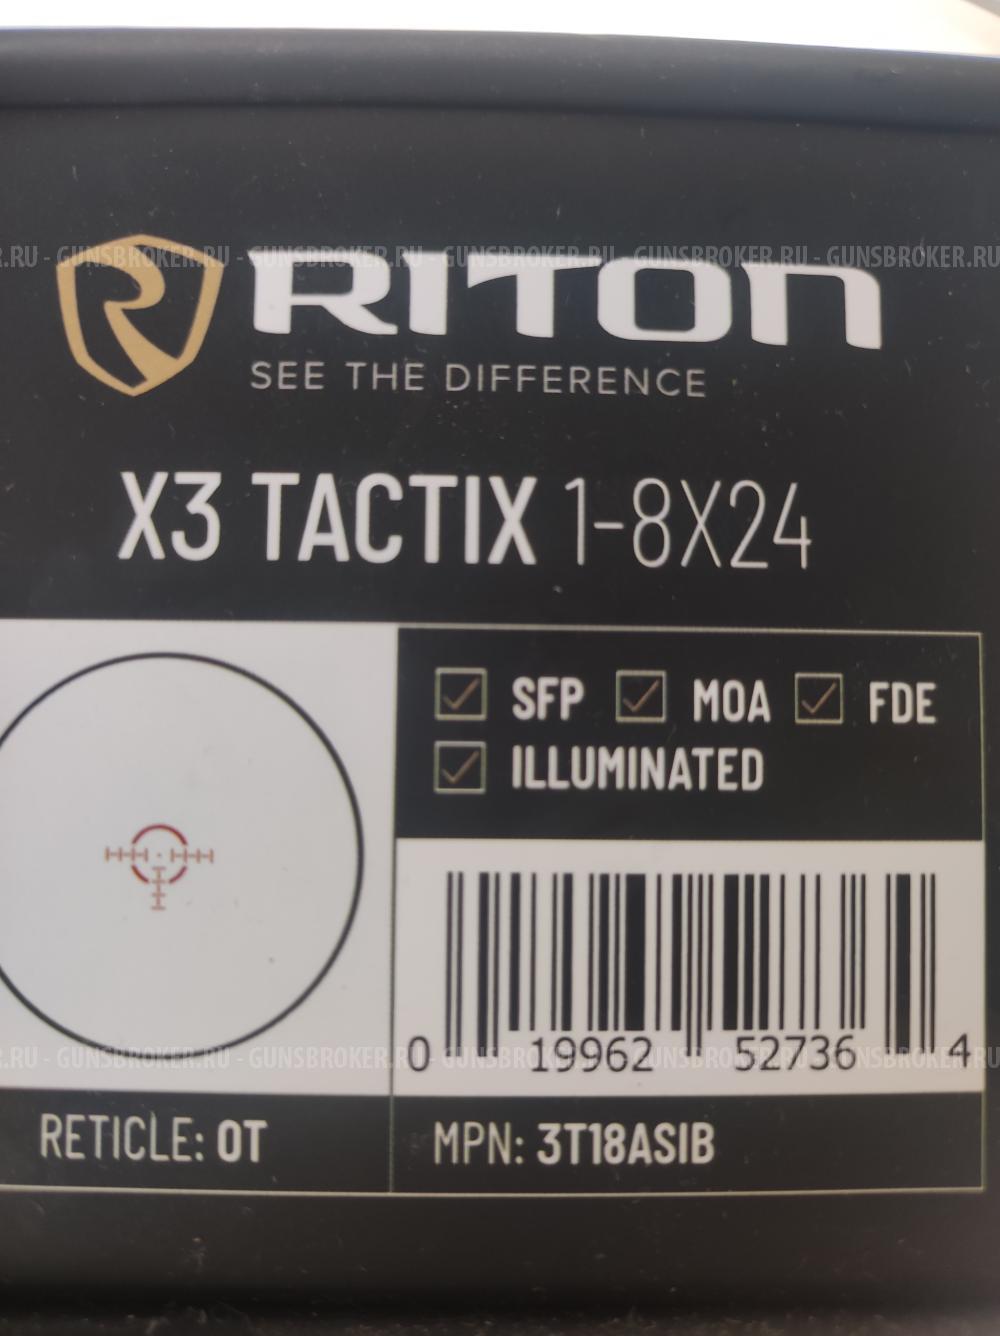 .RU - GUNSBROKER.RU - GUNSBROKER.RU - GUNSBROKER.RU - GUNSBROKER.RU - GUNSBROKER.RU
RITON
SEE THE DIFFERENCE
X3 TACTIX 1-8X24
SFP MOA FDE
ILLUMINATED
0 19962 52736 4
.RU - GUNSBROKER.RU - GUNSBROKER.RU - GUNSBROKER.RU - GUNSBROKER.RU - GUNSBROKER.RU
RETICLE: OT
MPN: 3T18ASIB